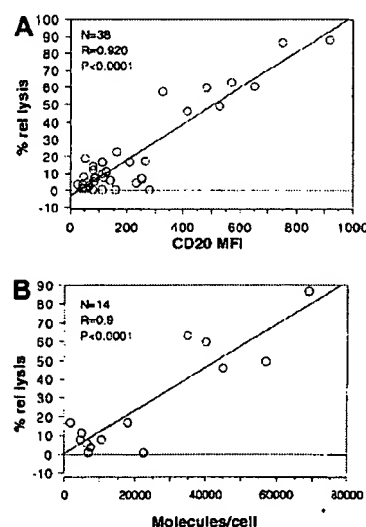 A
N=38
R=0.920
P<0.0001
% rel lysis
100
90
80
70
60
50
40
30
20
10
0
-10
0
200
400
600
800
1000
CD20 MFI
B
N=14
R=0.9
P<0.0001
% rel lysis
90
80
70
60
50
40
30
20
10
0
-10
0
20000
40000
60000
80000
Molecules/cell